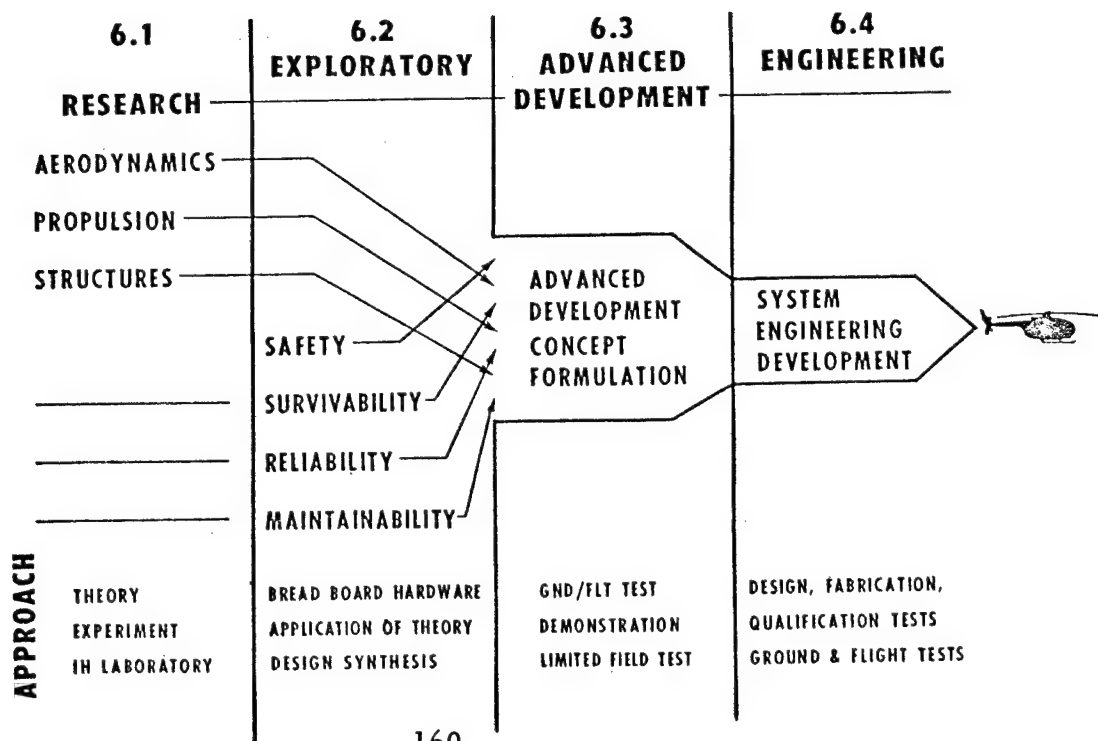 6.1
RESEARCH
6.2
EXPLORATORY
6.3
ADVANCED
DEVELOPMENT
6.4
ENGINEERING
AERODYNAMICS
PROPULSION
STRUCTURES
SAFETY
SURVIVABILITY
RELIABILITY
MAINTAINABILITY
ADVANCED
DEVELOPMENT
CONCEPT
FORMULATION
SYSTEM
ENGINEERING
DEVELOPMENT
APPROACH
THEORY
EXPERIMENT
IN LABORATORY
BREAD BOARD HARDWARE
APPLICATION OF THEORY
DESIGN SYNTHESIS
GND/FLT TEST
DEMONSTRATION
LIMITED FIELD TEST
DESIGN, FABRICATION,
QUALIFICATION TESTS
GROUND & FLIGHT TESTS
160